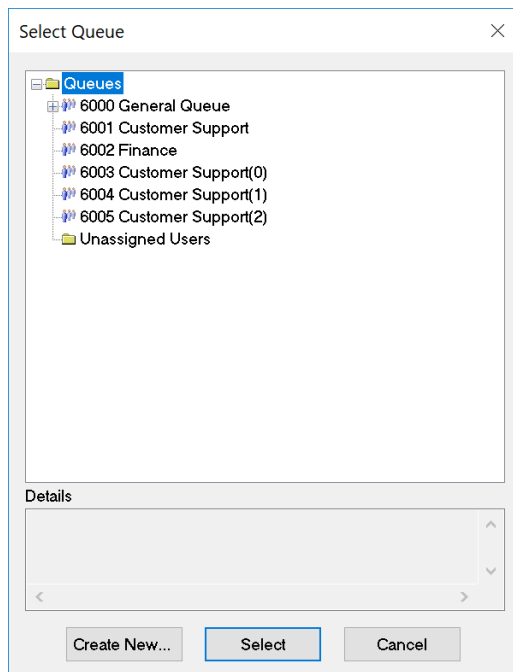 Select Queue
Queues
6000 General Queue
6001 Customer Support
6002 Finance
6003 Customer Support(0)
6004 Customer Support(1)
6005 Customer Support(2)
Unassigned Users
Details
Create New... Select Cancel